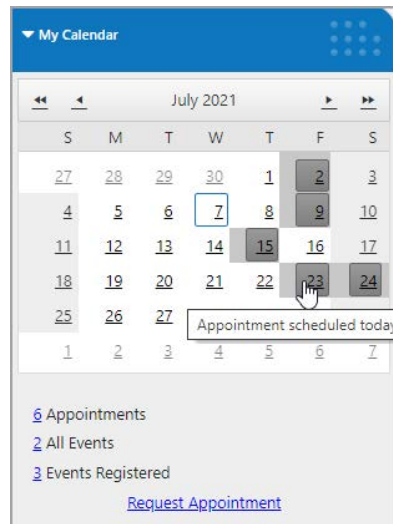 My Calendar
July 2021
S M T W T F S
27 28 29 30 1 2 3
4 5 6 7 8 9 10
11 12 13 14 15 16 17
18 19 20 21 22 23 24
25 26 27
Appointment scheduled today
1 2 3 4 5 6 7
6 Appointments
2 All Events
3 Events Registered
Request Appointment